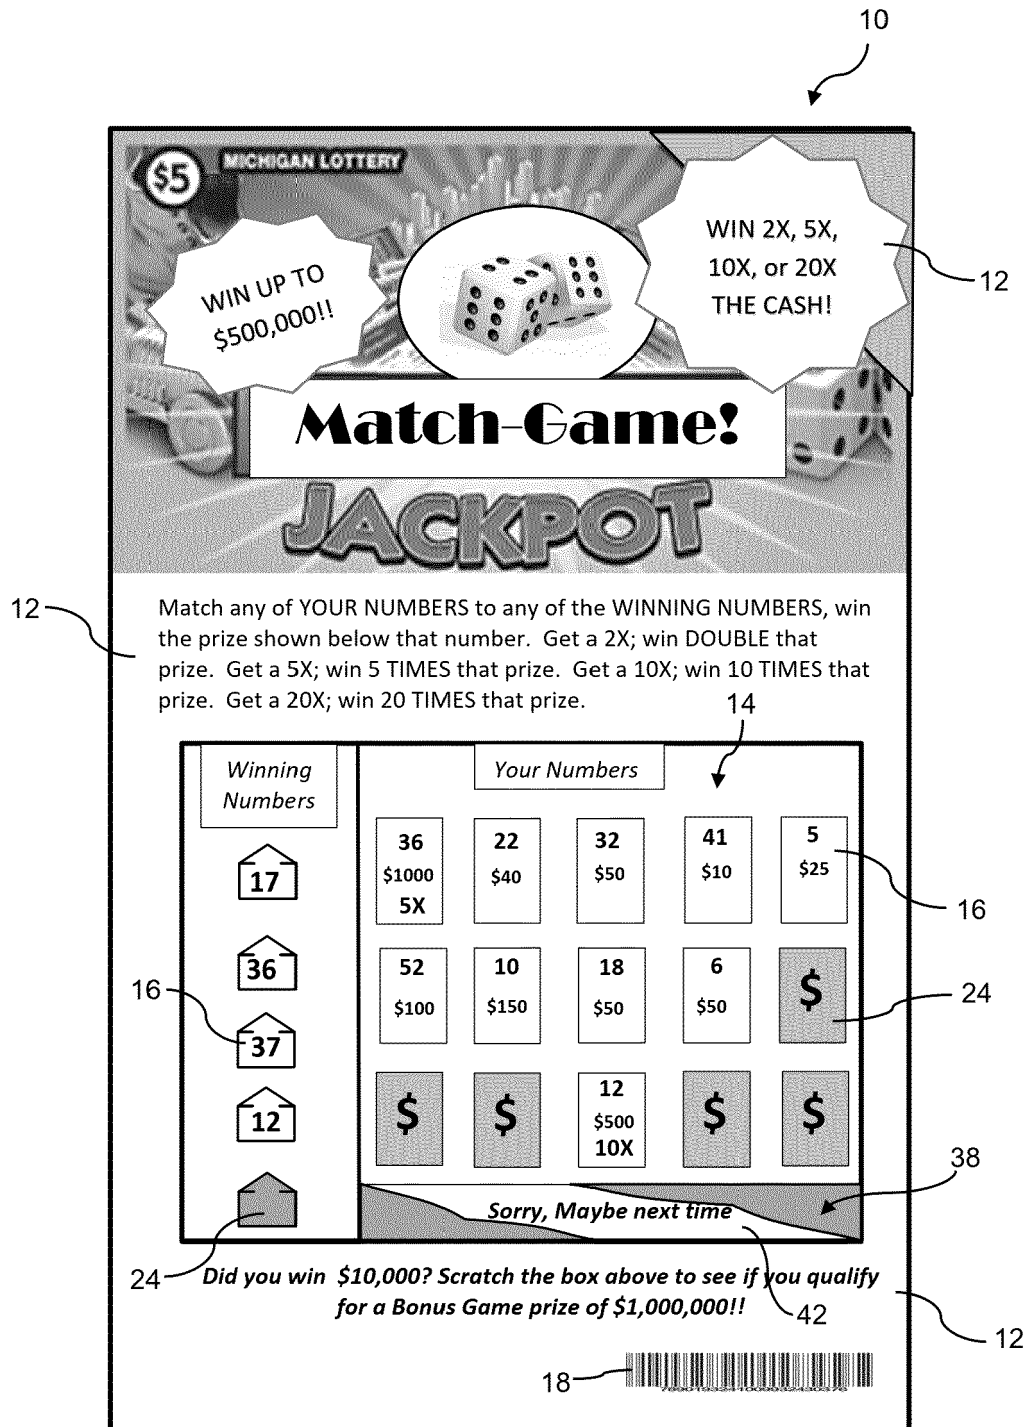 10
$5
MICHIGAN LOTTERY
WIN UP TO
$500,000!!
WIN 2X, 5X,
10X, or 20X
THE CASH!
12
Match-Game!
JACKPOT
12
Match any of YOUR NUMBERS to any of the WINNING NUMBERS, win
the prize shown below that number. Get a 2X; win DOUBLE that
prize. Get a 5X; win 5 TIMES that prize. Get a 10X; win 10 TIMES that
prize. Get a 20X; win 20 TIMES that prize.
14
Winning
Numbers
17
36
16
37
12
24
Your Numbers
36 22 32 41 5
$1000 $40 $50 $10 $25
5X
16
52 10 18 6 $
$100 $150 $50 $50
24
$ $ 12 $ $
$500
10X
38
Sorry, Maybe next time
Did you win $10,000? Scratch the box above to see if you qualify
for a Bonus Game prize of $1,000,000!!
42
12
18